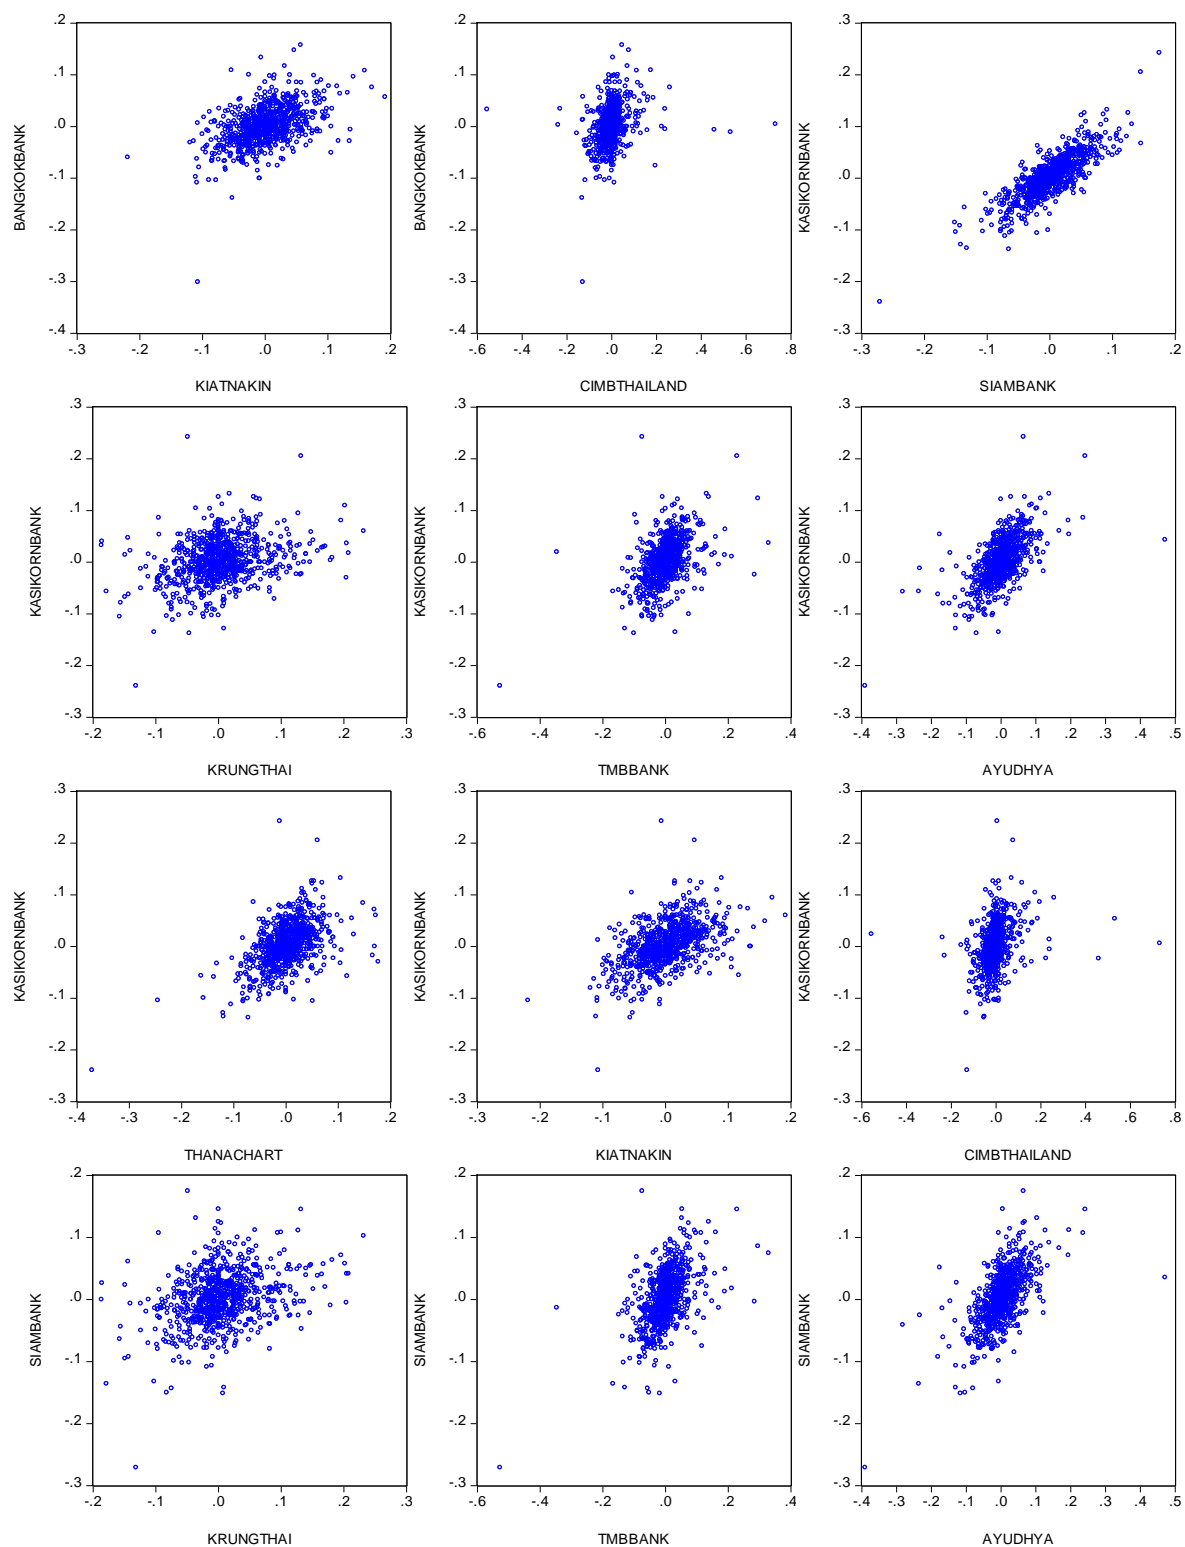 .2
.1
.0
-.1
-.2
-.3
-.4
BANGKOKBANK
-.3 -.2 -.1 .0 .1 .2
KIATNAKIN
.2
.1
.0
-.1
-.2
-.3
-.4
BANGKOKBANK
-.6 -.4 -.2 .0 .2 .4 .6 .8
CIMBTHAILAND
.3
.2
.1
.0
-.1
-.2
-.3
KASIKORNBANK
-.3 -.2 -.1 .0 .1 .2
SIAMBANK
.3
.2
.1
.0
-.1
-.2
-.3
KASIKORNBANK
-.2 -.1 .0 .1 .2 .3
KRUNGTHAI
.3
.2
.1
.0
-.1
-.2
-.3
KASIKORNBANK
-.6 -.4 -.2 .0 .2 .4
TMBBANK
.3
.2
.1
.0
-.1
-.2
-.3
KASIKORNBANK
-.4 -.3 -.2 -.1 .0 .1 .2 .3 .4 .5
AYUDHYA
.3
.2
.1
.0
-.1
-.2
-.3
KASIKORNBANK
-.4 -.3 -.2 -.1 .0 .1 .2
THANACHART
.3
.2
.1
.0
-.1
-.2
-.3
KASIKORNBANK
-.3 -.2 -.1 .0 .1 .2
KIATNAKIN
.3
.2
.1
.0
-.1
-.2
-.3
KASIKORNBANK
-.6 -.4 -.2 .0 .2 .4 .6 .8
CIMBTHAILAND
.2
.1
.0
-.1
-.2
-.3
SIAMBANK
-.2 -.1 .0 .1 .2 .3
KRUNGTHAI
.2
.1
.0
-.1
-.2
-.3
SIAMBANK
-.6 -.4 -.2 .0 .2 .4
TMBBANK
.2
.1
.0
-.1
-.2
-.3
SIAMBANK
-.4 -.3 -.2 -.1 .0 .1 .2 .3 .4 .5
AYUDHYA